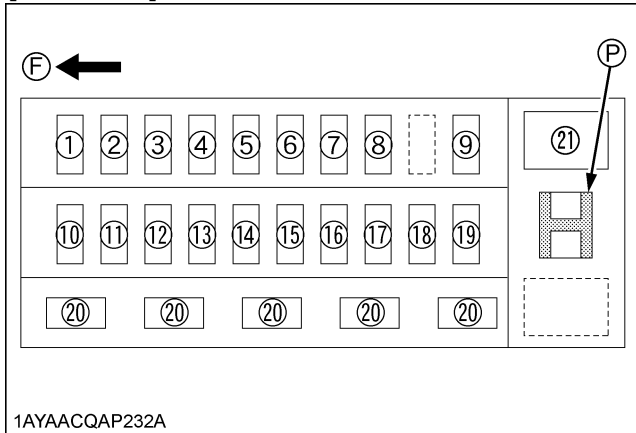 Ⓕ Ⓟ
① ② ③ ④ ⑤ ⑥ ⑦ ⑧ ⑨ ㉑
⑩ ⑪ ⑫ ⑬ ⑭ ⑮ ⑯ ⑰ ⑱ ⑲
⑳ ⑳ ⑳ ⑳ ⑳
1AYAACQAP232A